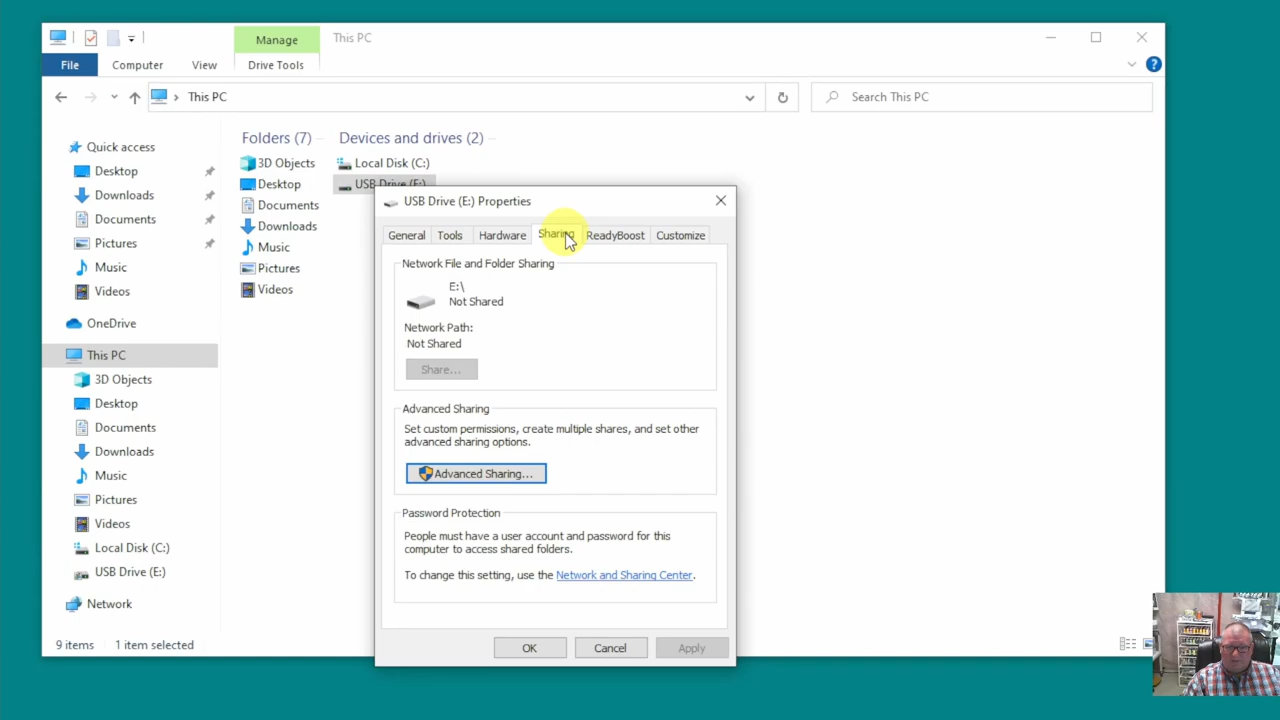 Manage
This PC
File
Computer
View
Drive Tools
This PC
Search This PC
Quick access
Desktop
Downloads
Documents
Pictures
Music
Videos
OneDrive
This PC
3D Objects
Desktop
Documents
Downloads
Music
Pictures
Videos
Local Disk (C:)
USB Drive (E:)
Network
Folders (7)
3D Objects
Desktop
Documents
Downloads
Music
Pictures
Videos
Devices and drives (2)
Local Disk (C:)
USB Drive (E:)
USB Drive (E:) Properties
General
Tools
Hardware
Sharing
ReadyBoost
Customize
Network File and Folder Sharing
E:\
Not Shared
Network Path:
Not Shared
Share...
Advanced Sharing
Set custom permissions, create multiple shares, and set other
advanced sharing options.
Advanced Sharing...
Password Protection
People must have a user account and password for this
computer to access shared folders.
To change this setting, use the Network and Sharing Center.
OK
Cancel
Apply
9 items
1 item selected